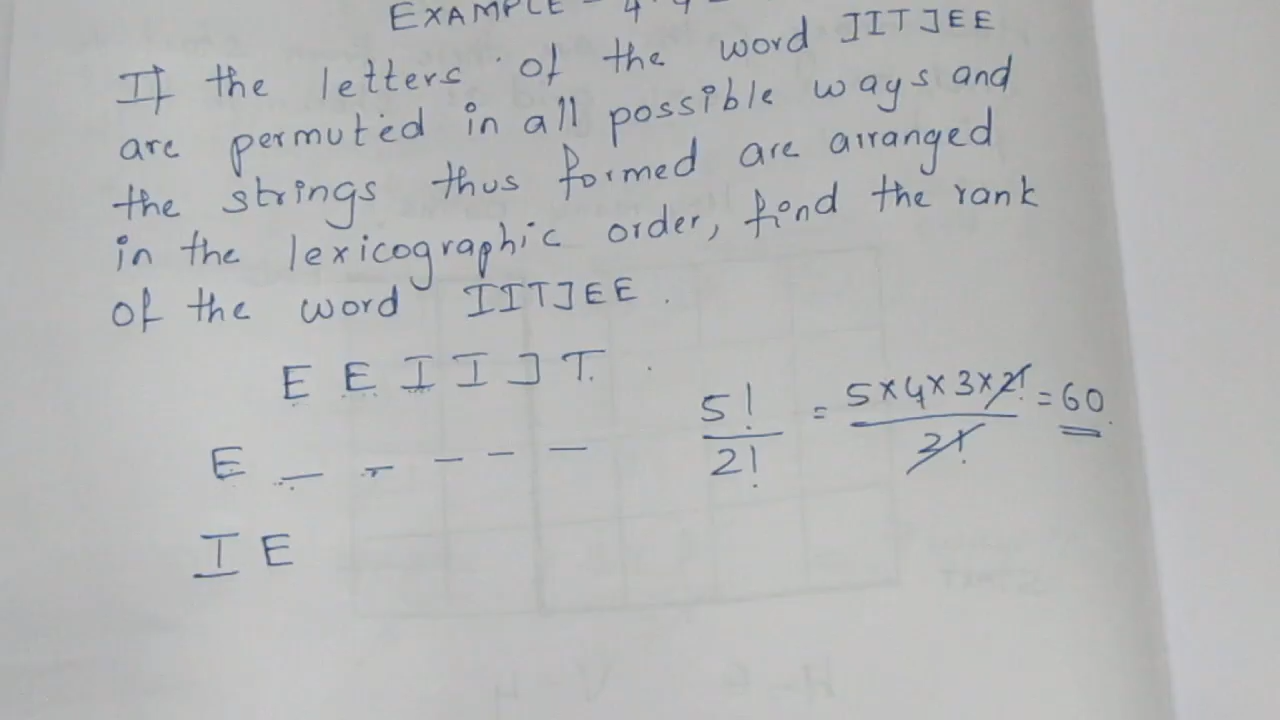 EXAMPLE - 4.
If the letters of the word IITJEE
are permuted in all possible ways and
the strings thus formed are arranged
in the lexicographic order, find the rank
of the word IITJEE.
E E I I J T.
E _ _ _ _ _ 5!/2! = 5×4×3×2!/2! = 60
I E